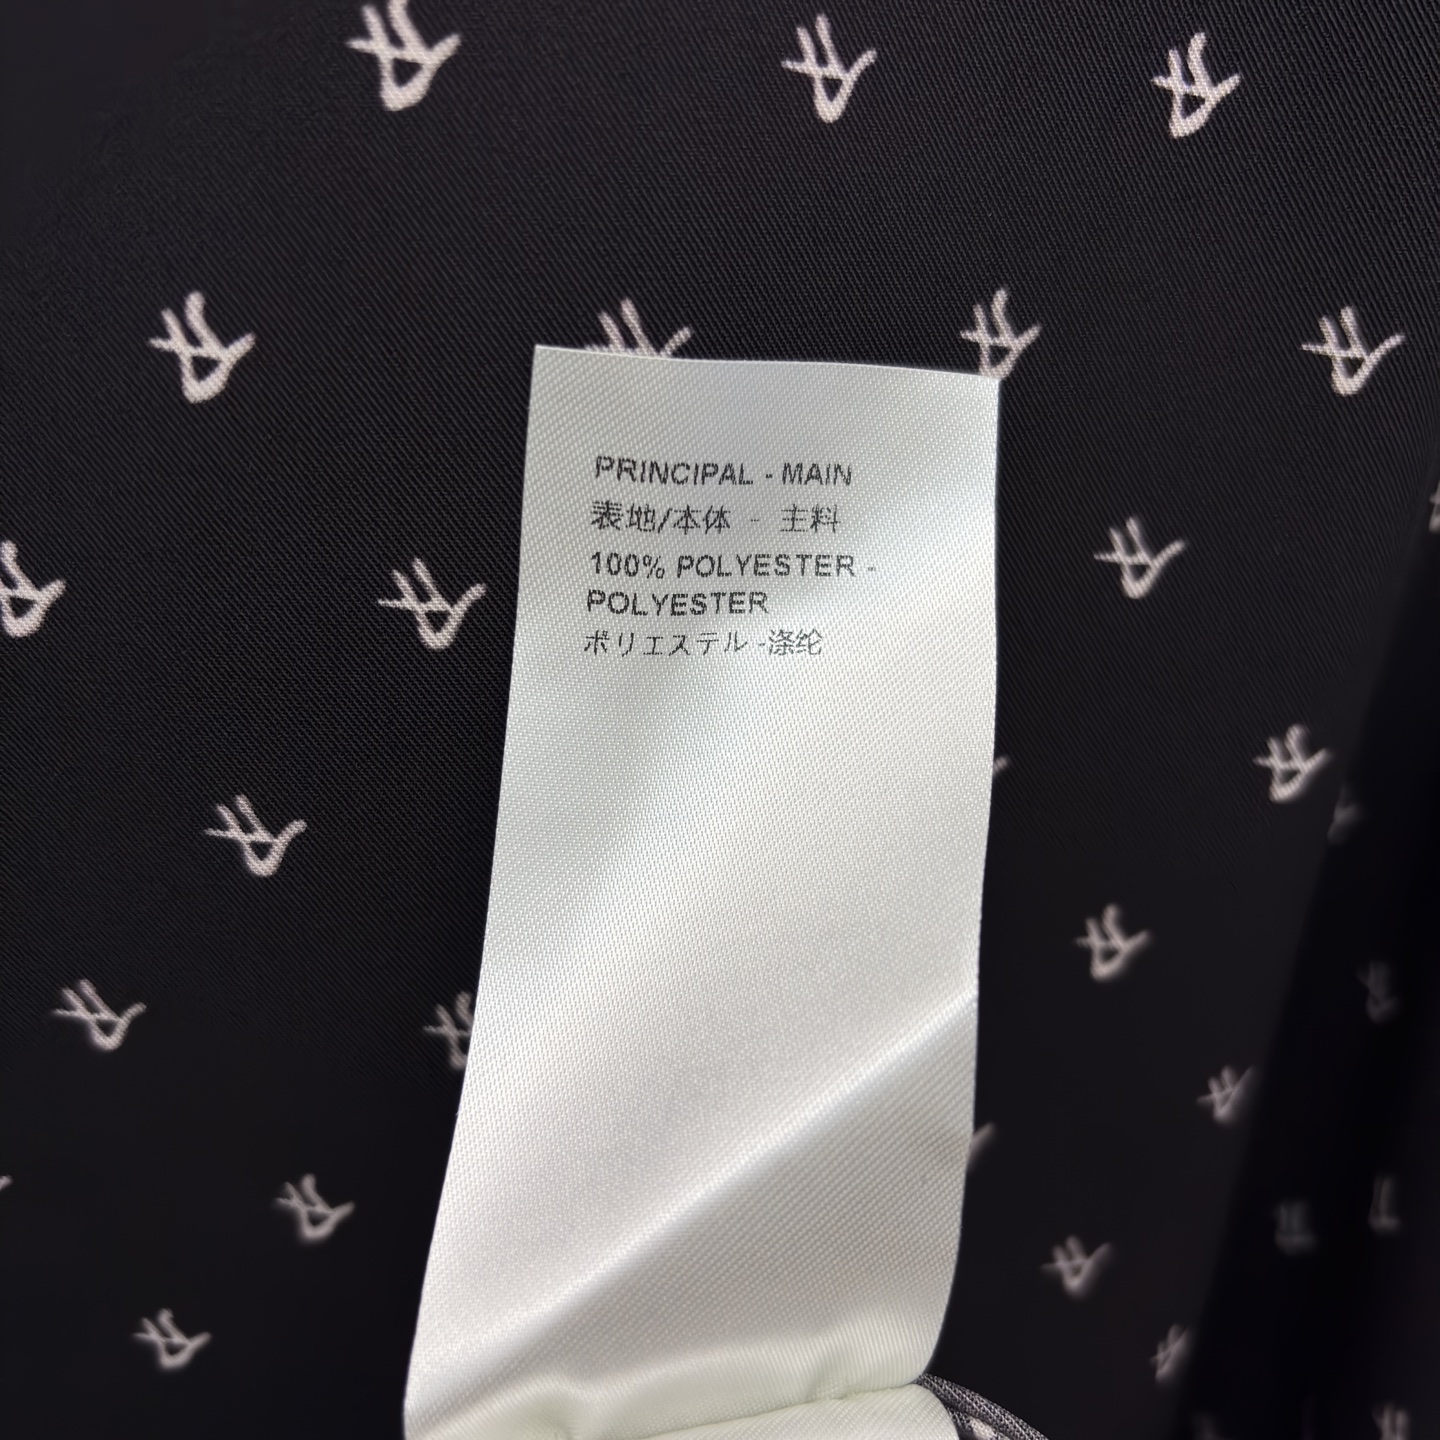 PRINCIPAL - MAIN
表地/本体 - 主料
100% POLYESTER -
POLYESTER
ポリエステル -涤纶